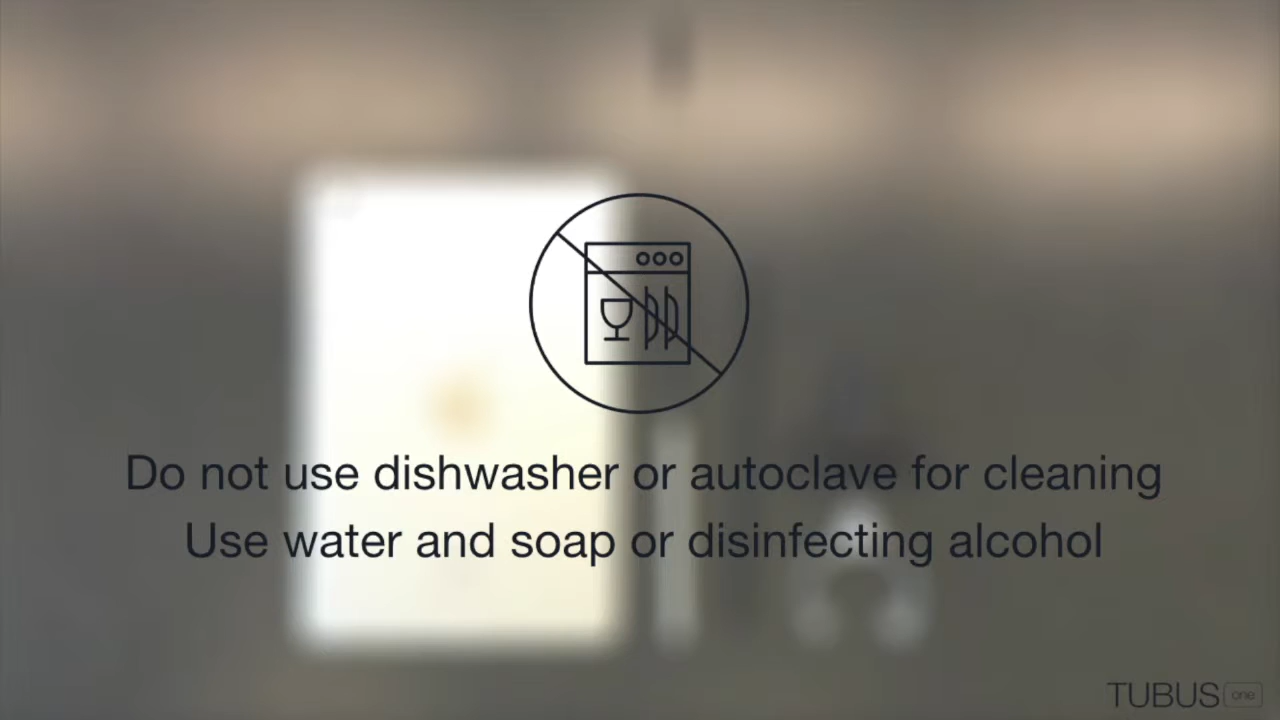 Do not use dishwasher or autoclave for cleaning
Use water and soap or disinfecting alcohol
TUBUS one